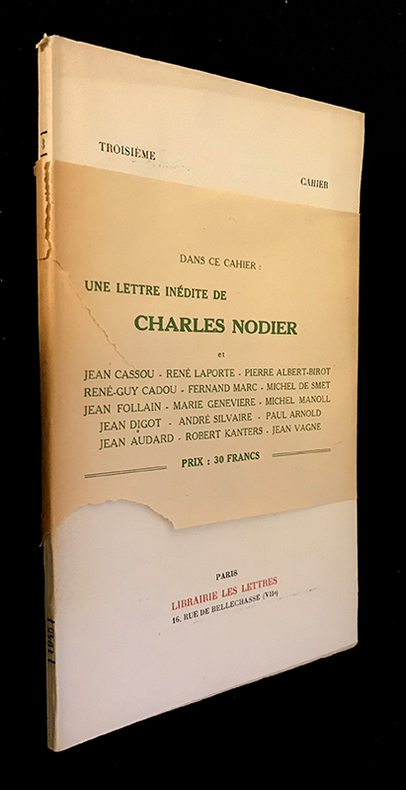 TROISIÈME
CAHIER
DANS CE CAHIER :
UNE LETTRE INÉDITE DE
CHARLES NODIER
et
JEAN CASSOU - RENÉ LAPORTE - PIERRE ALBERT-BIROT
RENÉ-GUY CADOU - FERNAND MARC - MICHEL DE SMET
JEAN FOLLAIN - MARIE GENEVIERE - MICHEL MANOLL
JEAN DIGOT - ANDRÉ SILVAIRE - PAUL ARNOLD
JEAN AUDARD - ROBERT KANTERS - JEAN VAGNE
PRIX : 30 FRANCS
PARIS
LIBRAIRIE LES LETTRES
16, RUE DE BELLECHASSE (VIIe)